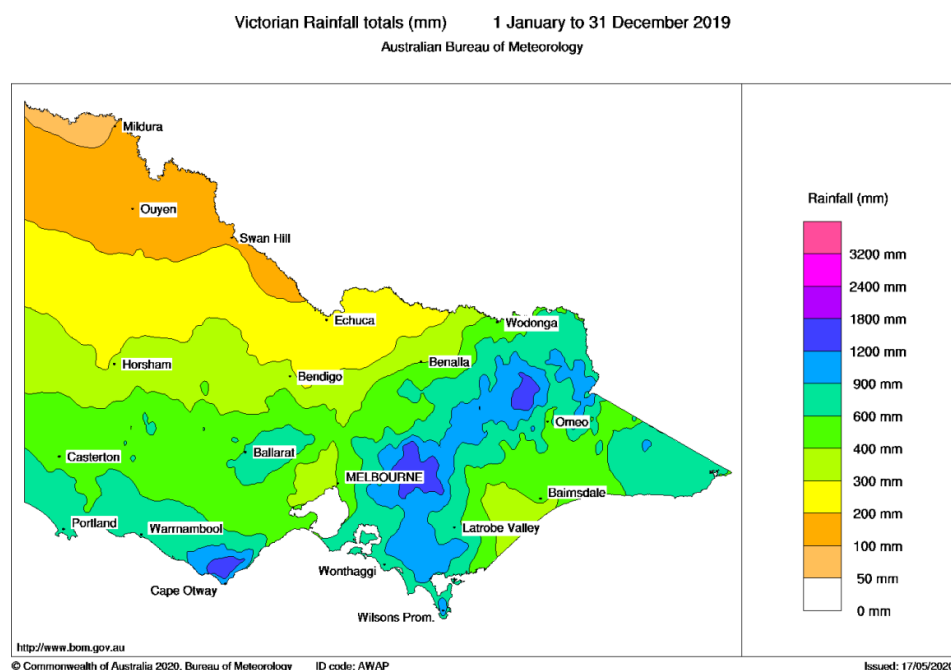 Victorian Rainfall totals (mm) 1 January to 31 December 2019
Australian Bureau of Meteorology
Mildura
Ouyen
Swan Hill
Echuca
Wodonga
Horsham
Bendigo
Benalla
Omeo
Casterton
Ballarat
MELBOURNE
Bairnsdale
Portland
Warrnambool
Latrobe Valley
Wonthaggi
Cape Otway
Wilsons Prom.
Rainfall (mm)
3200 mm
2400 mm
1800 mm
1200 mm
900 mm
600 mm
400 mm
300 mm
200 mm
100 mm
50 mm
0 mm
http://www.bom.gov.au
© Commonwealth of Australia 2020, Bureau of Meteorology ID code: AWAP Issued: 17/05/2020